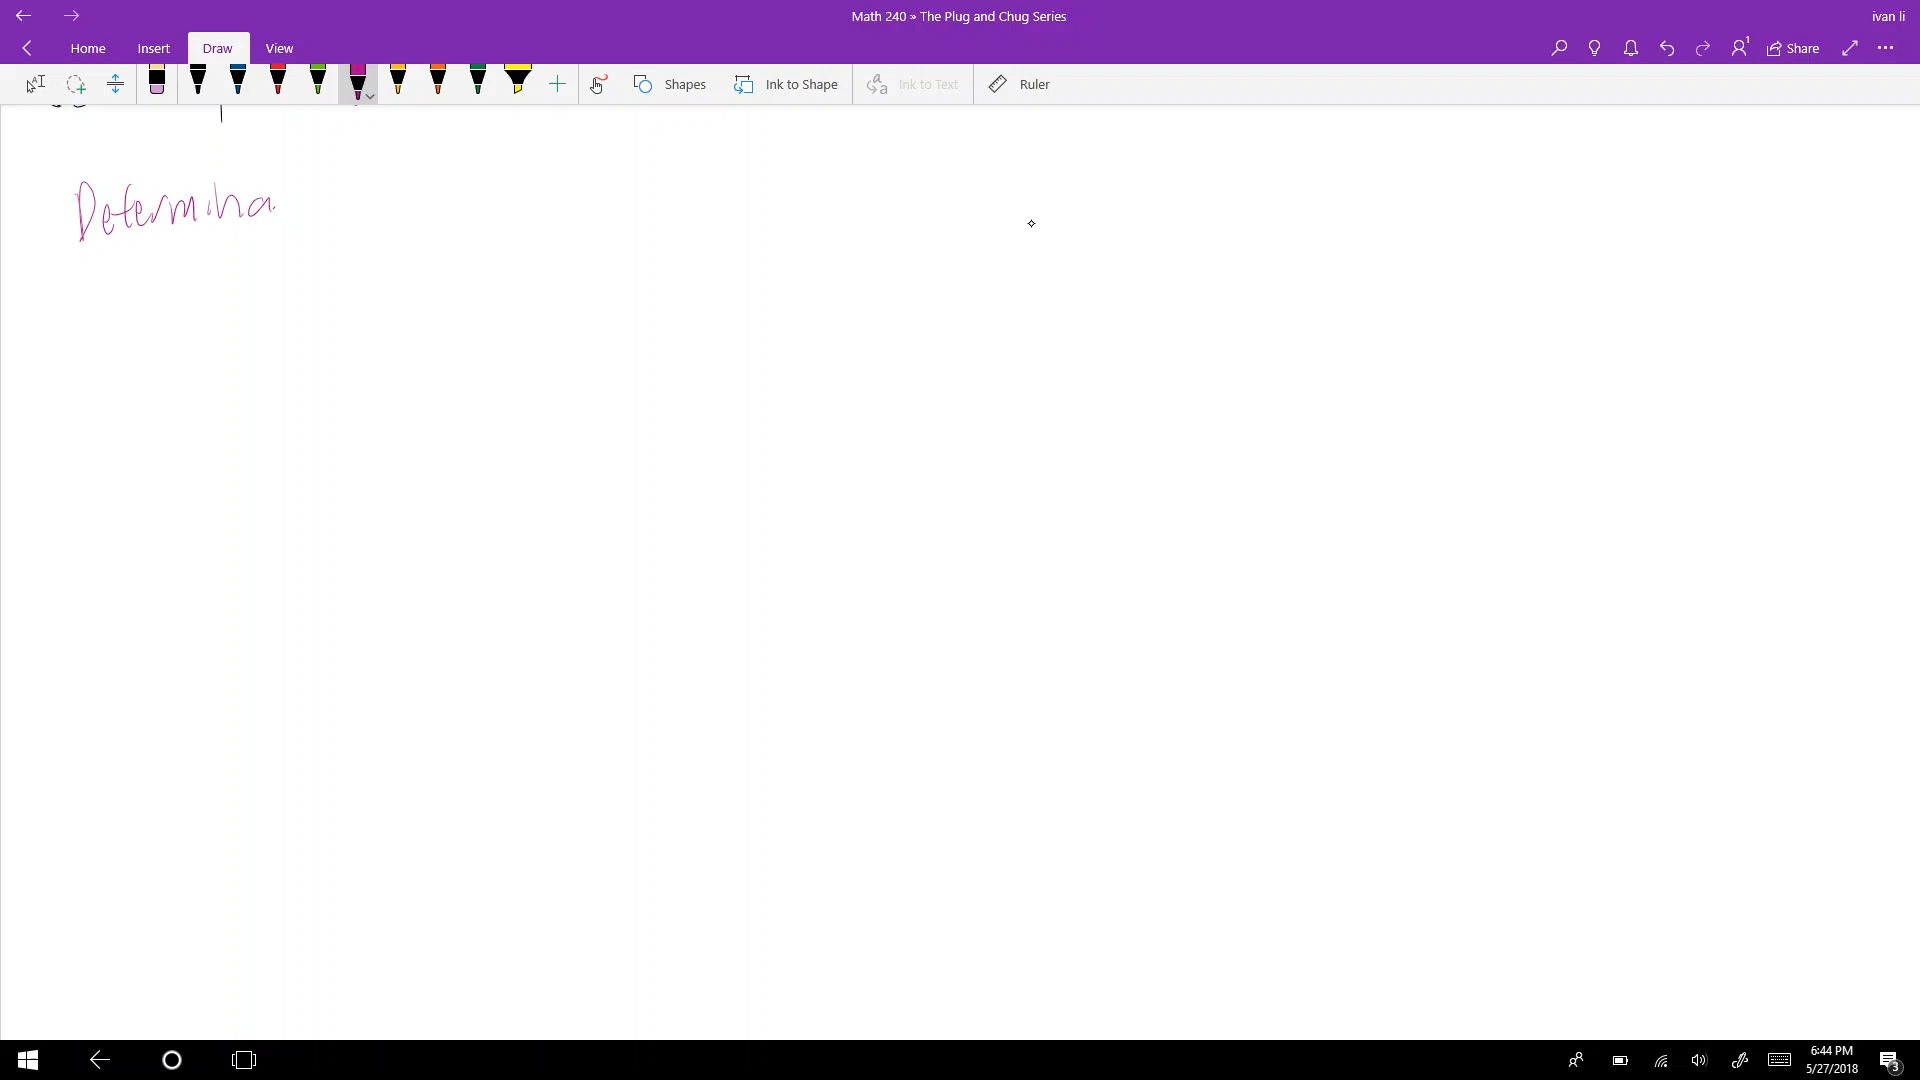 Math 240 » The Plug and Chug Series
ivan li
Home Insert Draw View
Share
Shapes Ink to Shape Ink to Text Ruler
Determina
6:44 PM
5/27/2018
3